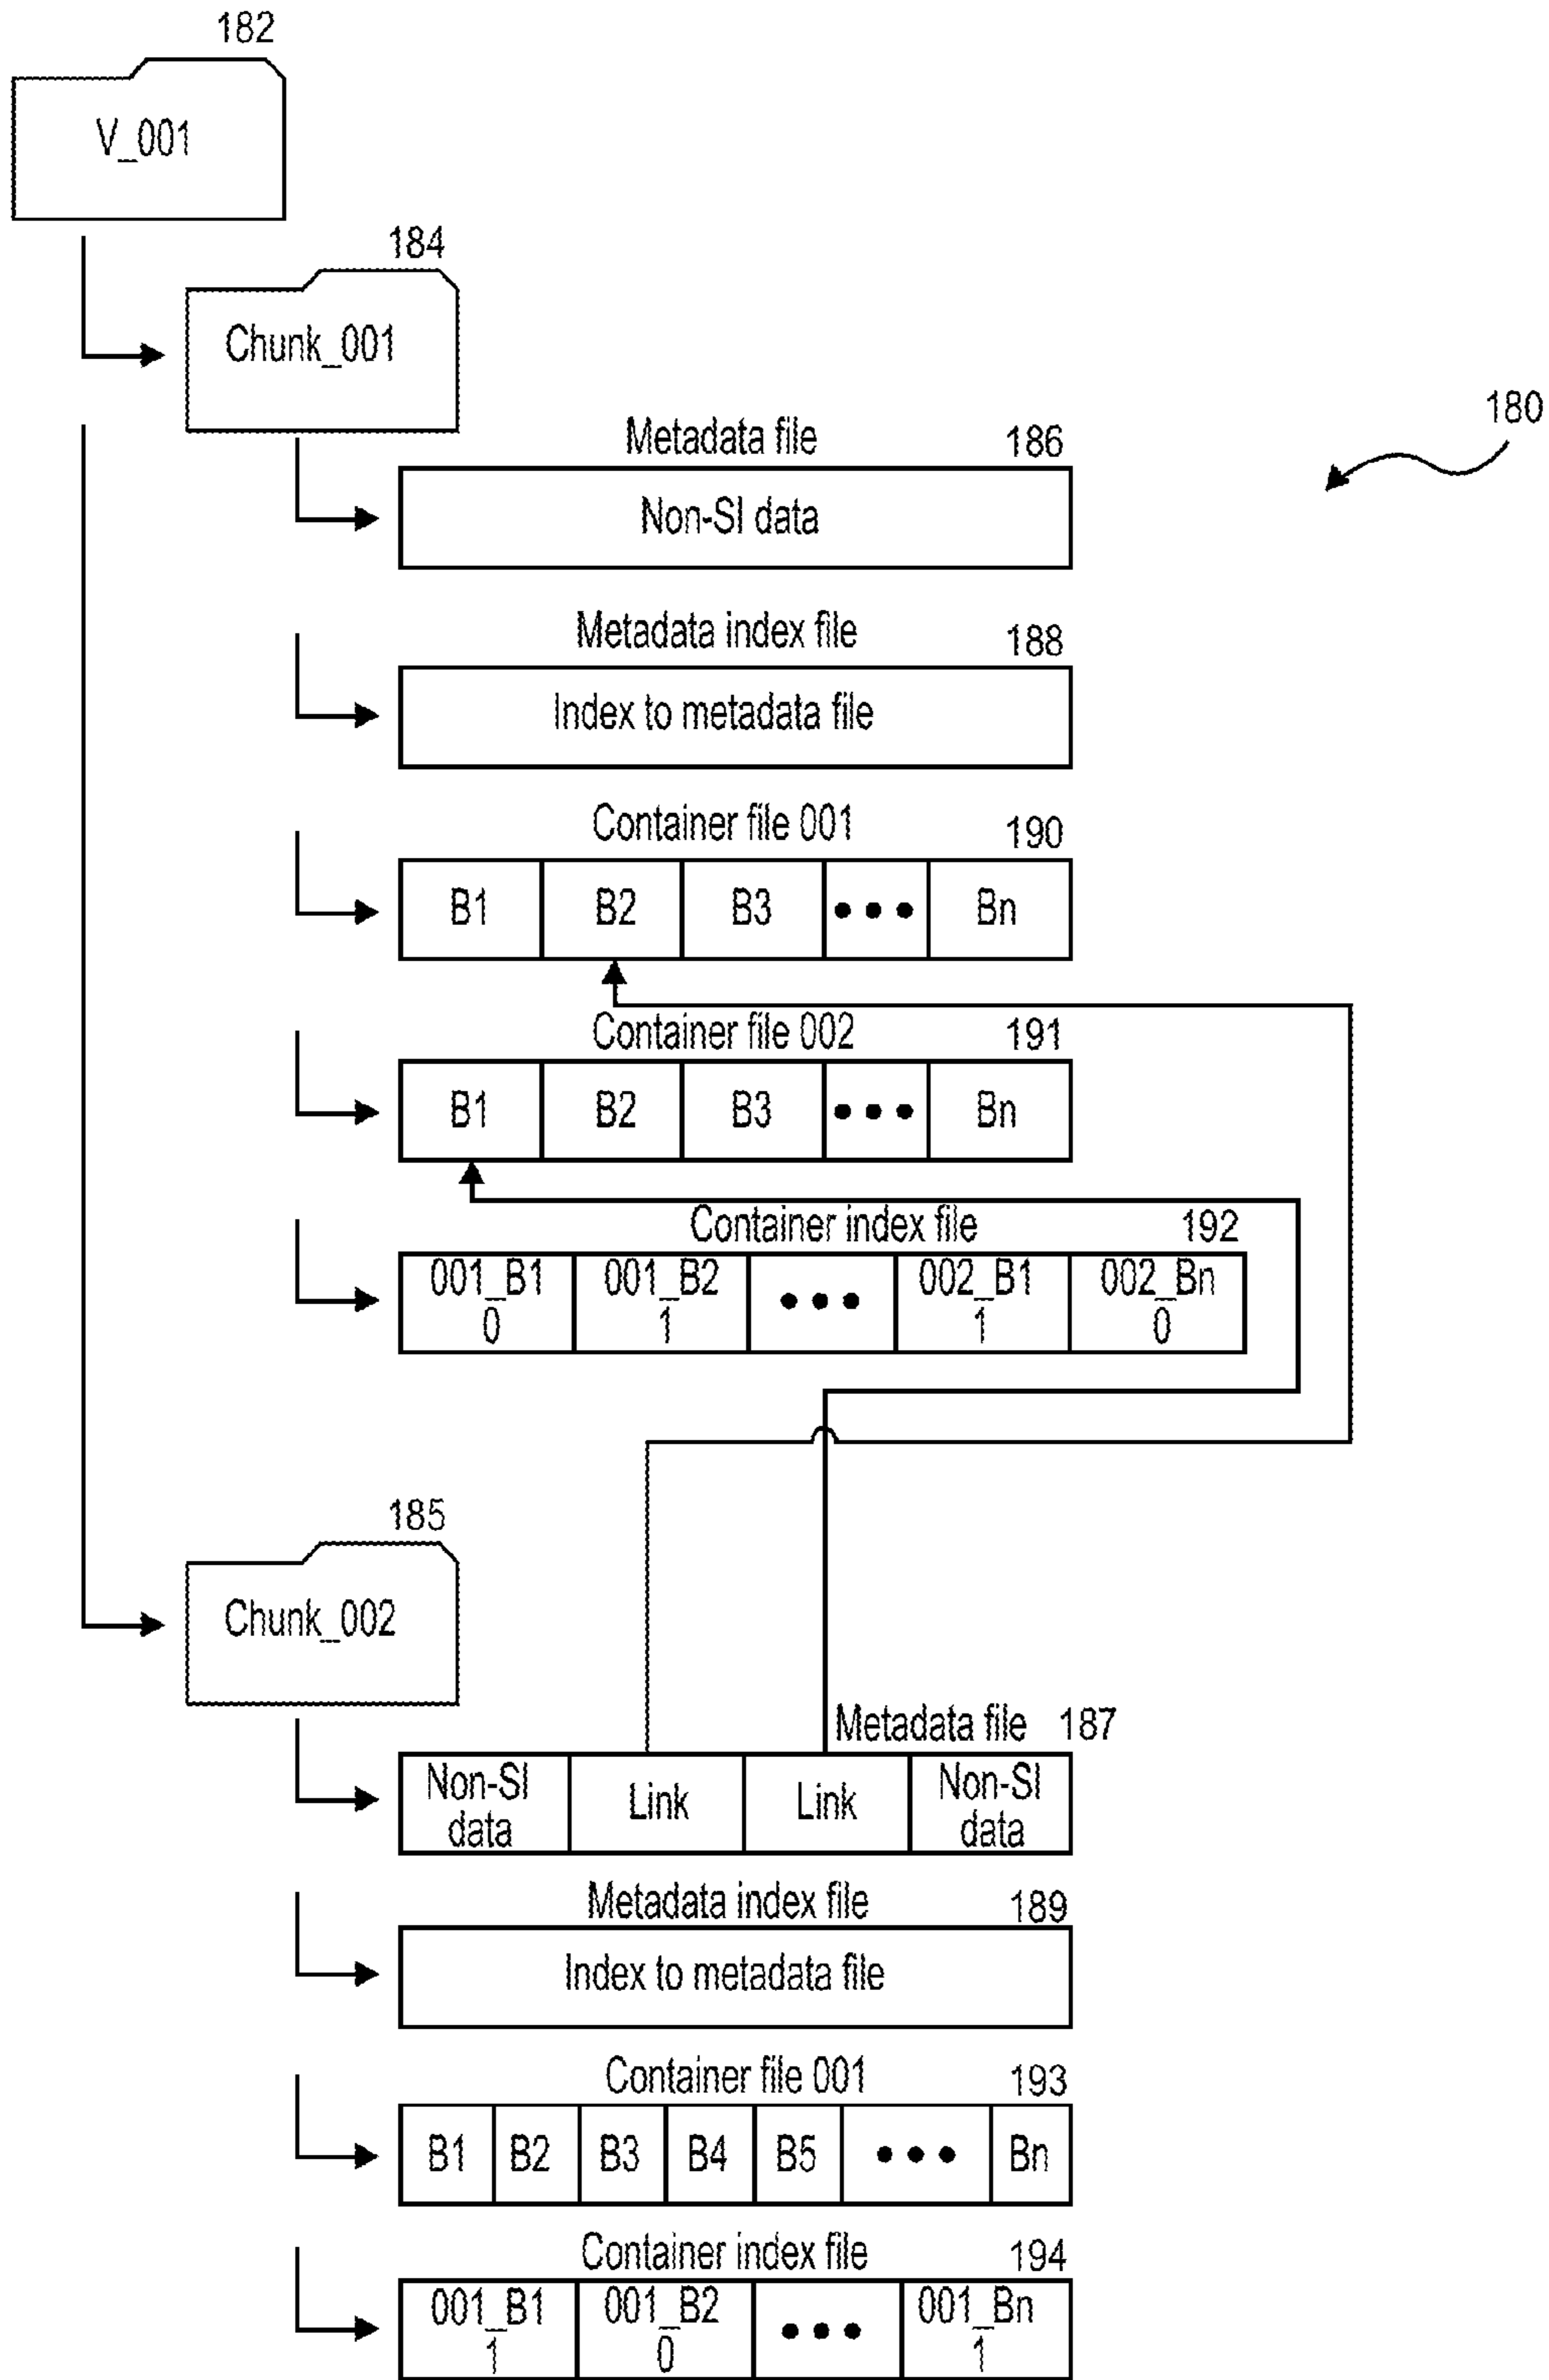 182
V_001
184
Chunk_001
180
Metadata file 186
Non-SI data
Metadata index file 188
Index to metadata file
Container file 001 190
B1 B2 B3 ••• Bn
Container file 002 191
B1 B2 B3 ••• Bn
Container index file 192
001_B1 001_B2 ••• 002_B1 002_Bn
0 1 1 0
185
Chunk_002
Metadata file 187
Non-SI Link Link Non-SI
data data
Metadata index file 189
Index to metadata file
Container file 001 193
B1 B2 B3 B4 B5 ••• Bn
Container index file 194
001_B1 001_B2 ••• 001_Bn
1 0 1